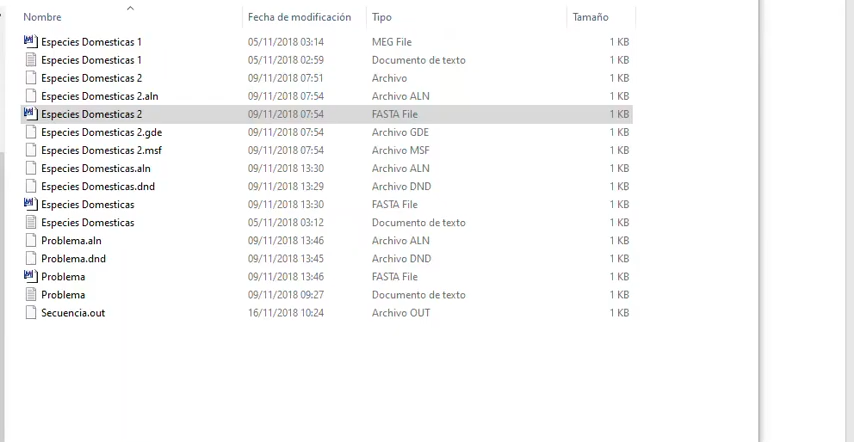 Nombre Fecha de modificación Tipo Tamaño
Especies Domesticas 1 05/11/2018 03:14 MEG File 1 KB
Especies Domesticas 1 05/11/2018 02:59 Documento de texto 1 KB
Especies Domesticas 2 09/11/2018 07:51 Archivo 1 KB
Especies Domesticas 2.aln 09/11/2018 07:54 Archivo ALN 1 KB
Especies Domesticas 2 09/11/2018 07:54 FASTA File 1 KB
Especies Domesticas 2.gde 09/11/2018 07:54 Archivo GDE 1 KB
Especies Domesticas 2.msf 09/11/2018 07:54 Archivo MSF 1 KB
Especies Domesticas.aln 09/11/2018 13:30 Archivo ALN 1 KB
Especies Domesticas.dnd 09/11/2018 13:29 Archivo DND 1 KB
Especies Domesticas 09/11/2018 13:30 FASTA File 1 KB
Especies Domesticas 05/11/2018 03:12 Documento de texto 1 KB
Problema.aln 09/11/2018 13:46 Archivo ALN 1 KB
Problema.dnd 09/11/2018 13:45 Archivo DND 1 KB
Problema 09/11/2018 13:46 FASTA File 1 KB
Problema 09/11/2018 09:27 Documento de texto 1 KB
Secuencia.out 16/11/2018 10:24 Archivo OUT 1 KB